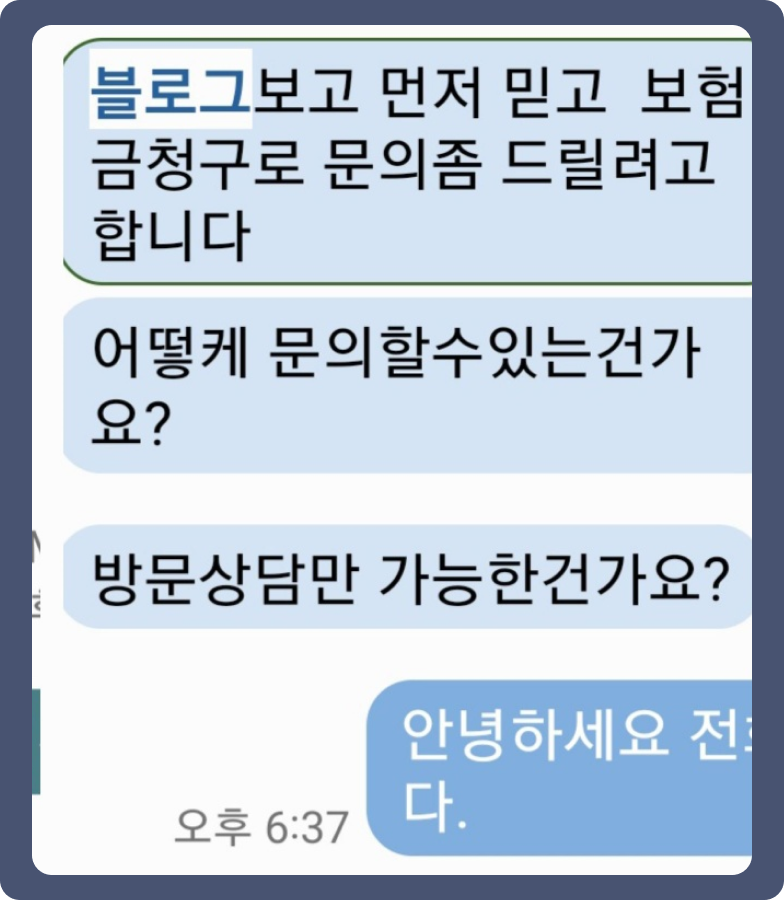 블로그보고 먼저 믿고 보험
금청구로 문의좀 드릴려고
합니다
어떻케 문의할수있는건가
요?
방문상담만 가능한건가요?
안녕하세요
다.
오후 6:37